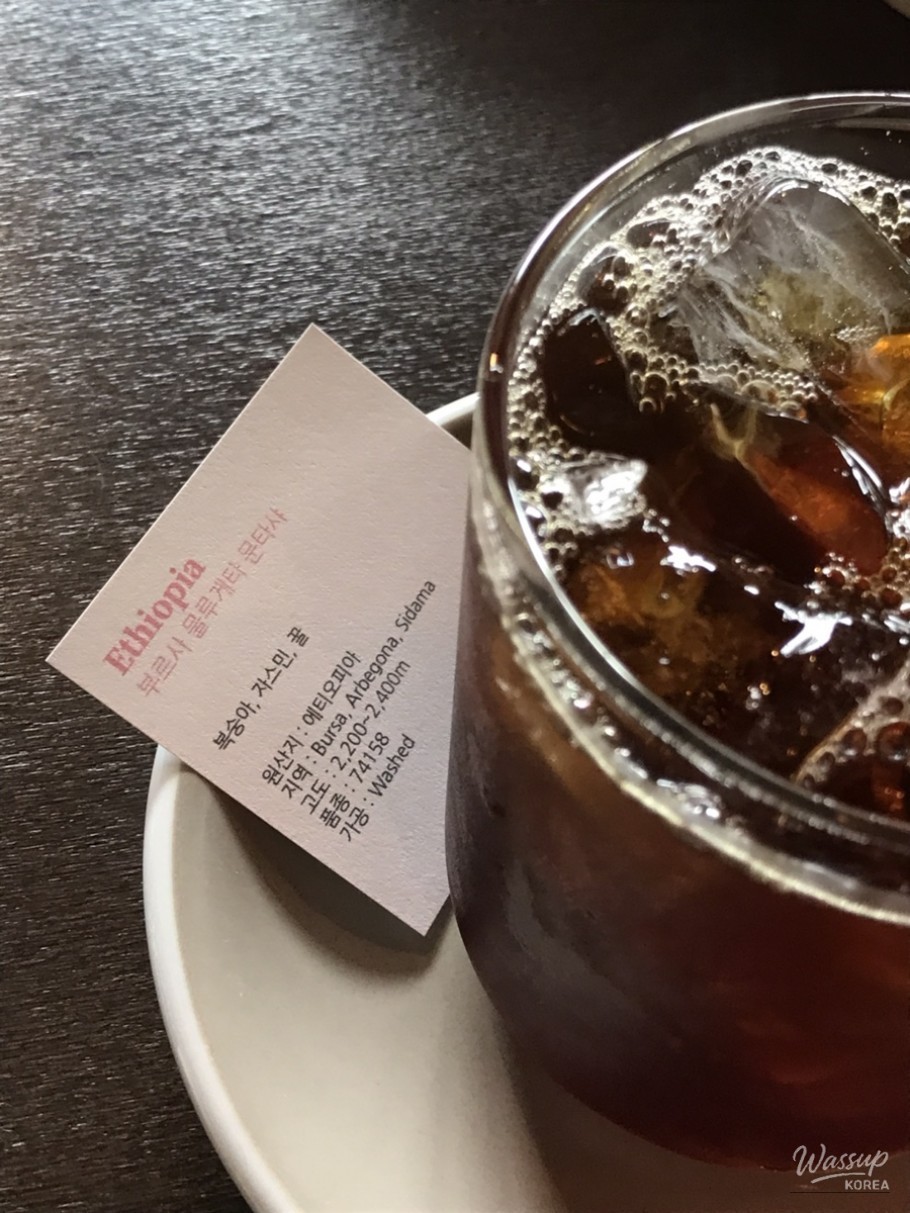 Ethiopia
부르사 물루게타 문타샤
복숭아, 자스민, 꿀
원산지 : 에티오피아
지역 : Bursa, Arbegona, Sidama
고도 : 2,200~2,400m
품종 : 74158
가공 : Washed
Wassup
KOREA